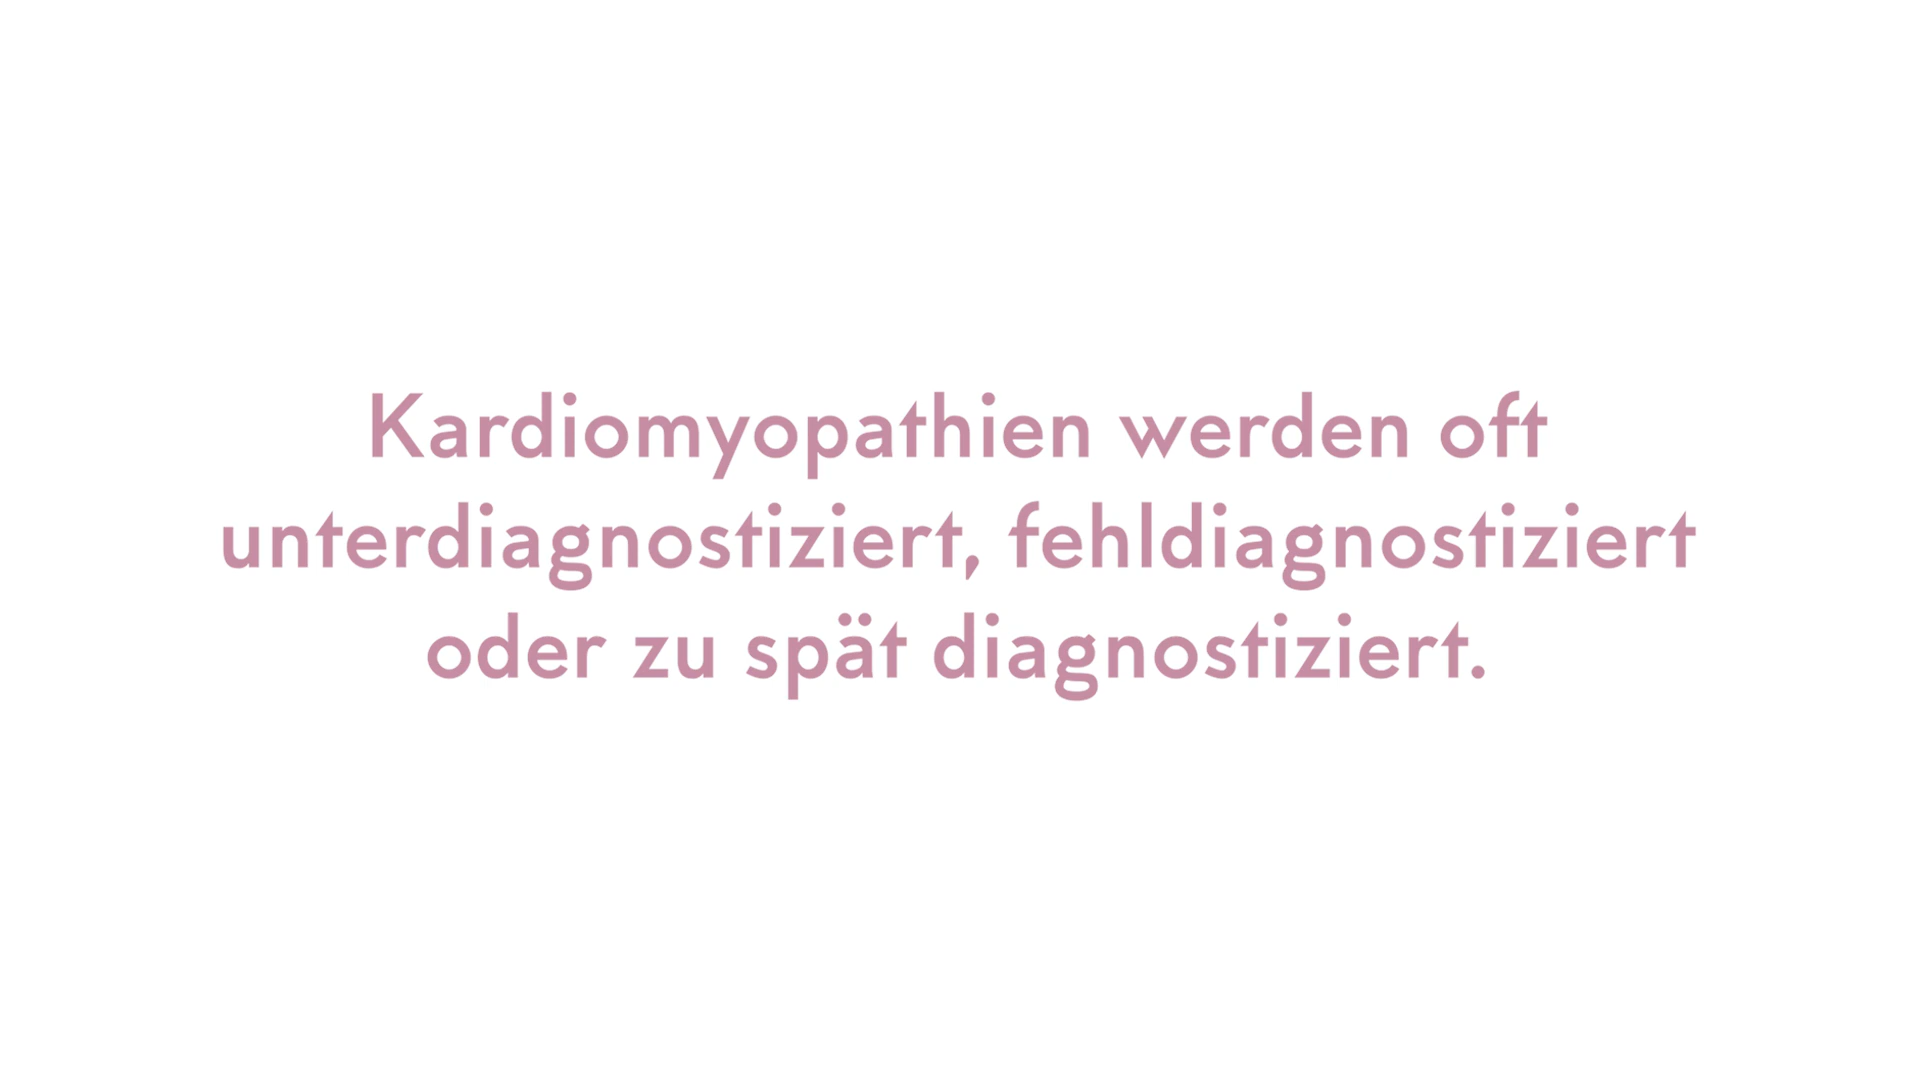 Kardiomyopathien werden oft
unterdiagnostiziert, fehldiagnostiziert
oder zu spät diagnostiziert.